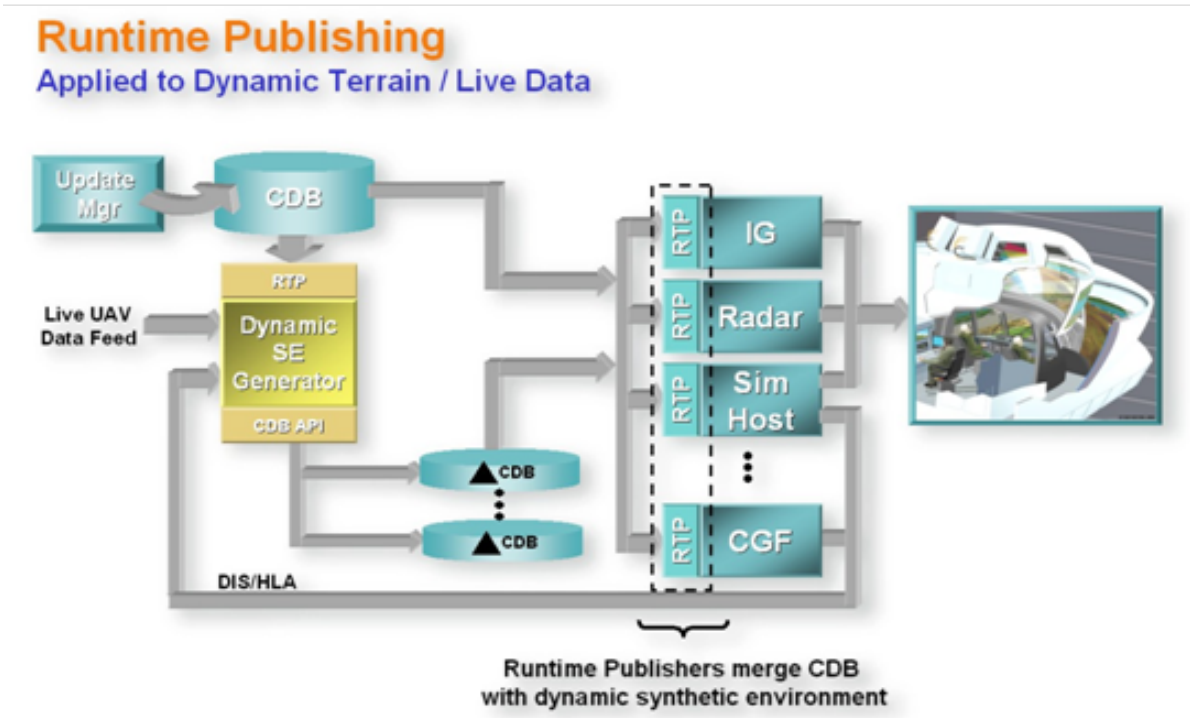 Runtime Publishing
Applied to Dynamic Terrain / Live Data
Update
Mgr
CDB
RTP
Dynamic
SE
Generator
CDB API
Live UAV
Data Feed
▲CDB
▲CDB
DIS/HLA
RTP
IG
RTP
Radar
RTP
Sim
Host
RTP
CGF
Runtime Publishers merge CDB
with dynamic synthetic environment